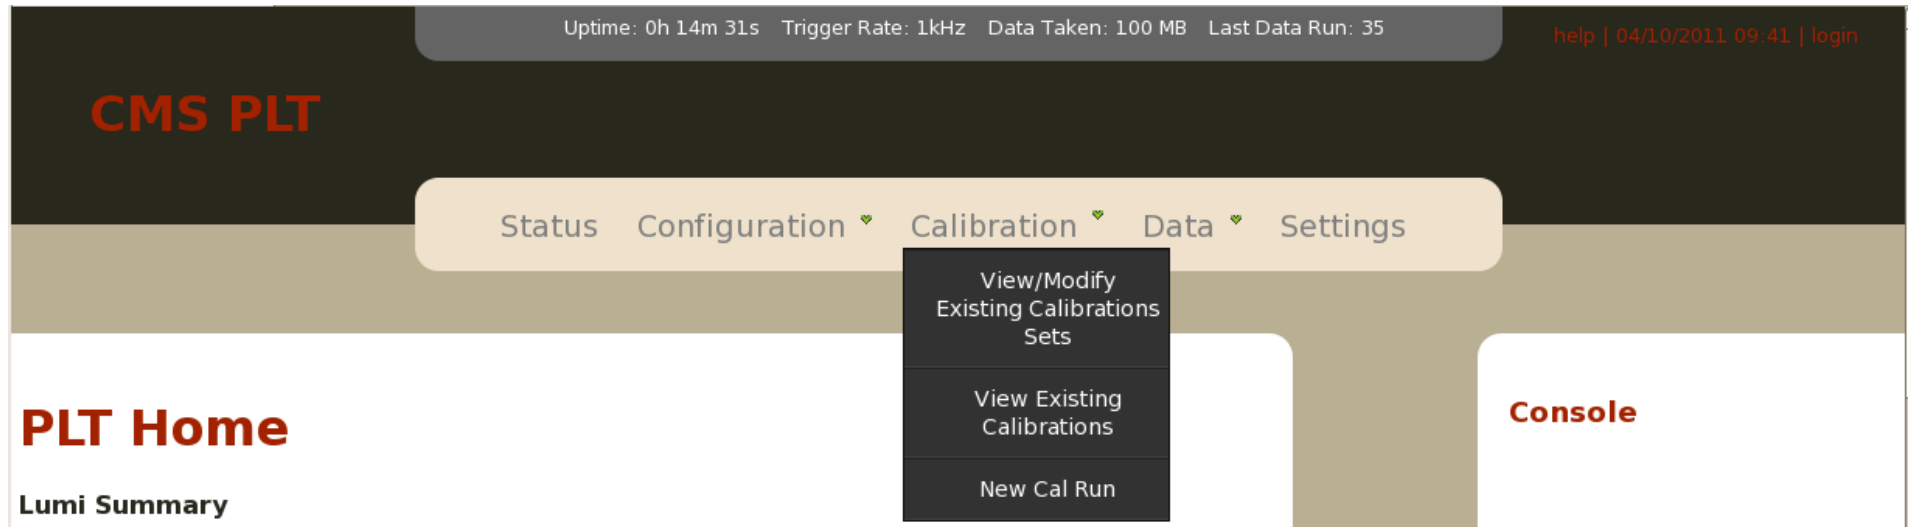 Uptime: 0h 14m 31s Trigger Rate: 1kHz Data Taken: 100 MB Last Data Run: 35
help | 04/10/2011 09:41 | login
CMS PLT
Status Configuration Calibration Data Settings
View/Modify
Existing Calibrations
Sets
View Existing
Calibrations
New Cal Run
PLT Home
Lumi Summary
Console